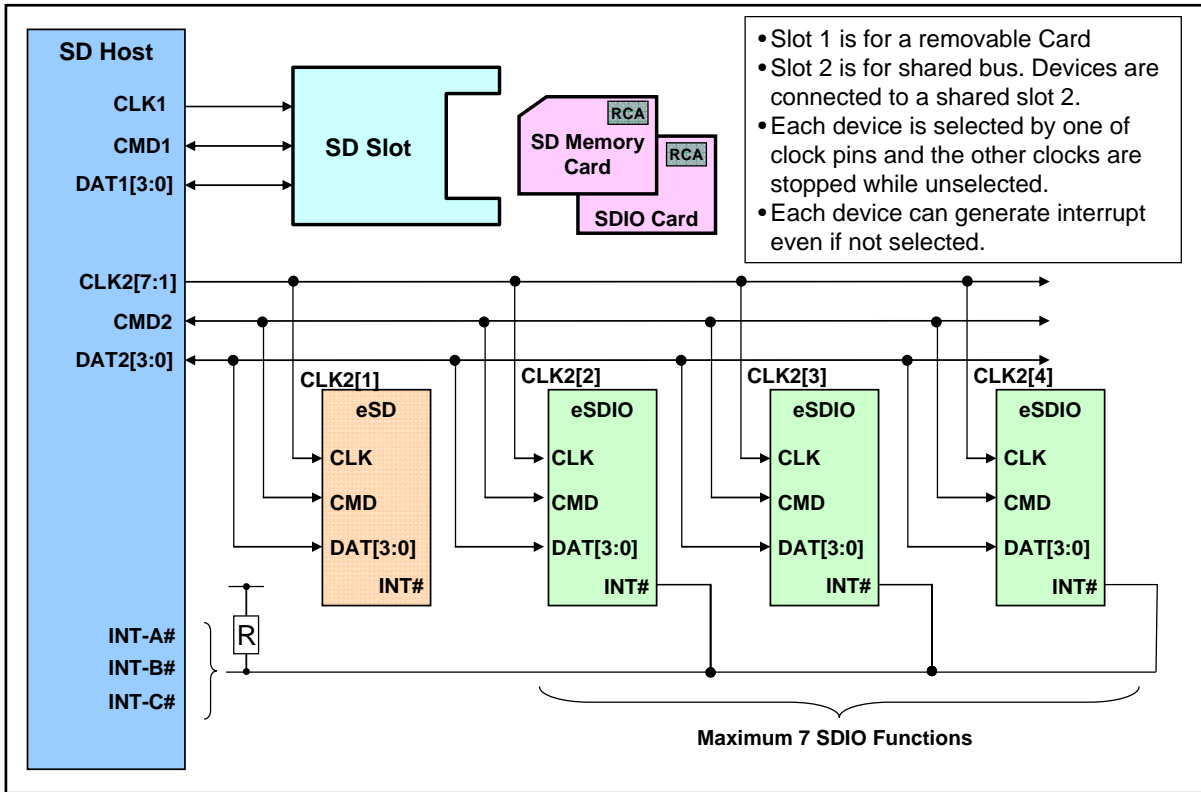 SD Host
CLK1
CMD1
DAT1[3:0]
CLK2[7:1]
CMD2
DAT2[3:0]
INT-A#
INT-B#
INT-C#
SD Slot
RCA
SD Memory
Card
RCA
SDIO Card
• Slot 1 is for a removable Card
• Slot 2 is for shared bus. Devices are
connected to a shared slot 2.
• Each device is selected by one of
clock pins and the other clocks are
stopped while unselected.
• Each device can generate interrupt
even if not selected.
CLK2[1]
eSD
CLK
CMD
DAT[3:0]
INT#
CLK2[2]
eSDIO
CLK
CMD
DAT[3:0]
INT#
CLK2[3]
eSDIO
CLK
CMD
DAT[3:0]
INT#
CLK2[4]
eSDIO
CLK
CMD
DAT[3:0]
INT#
R
Maximum 7 SDIO Functions